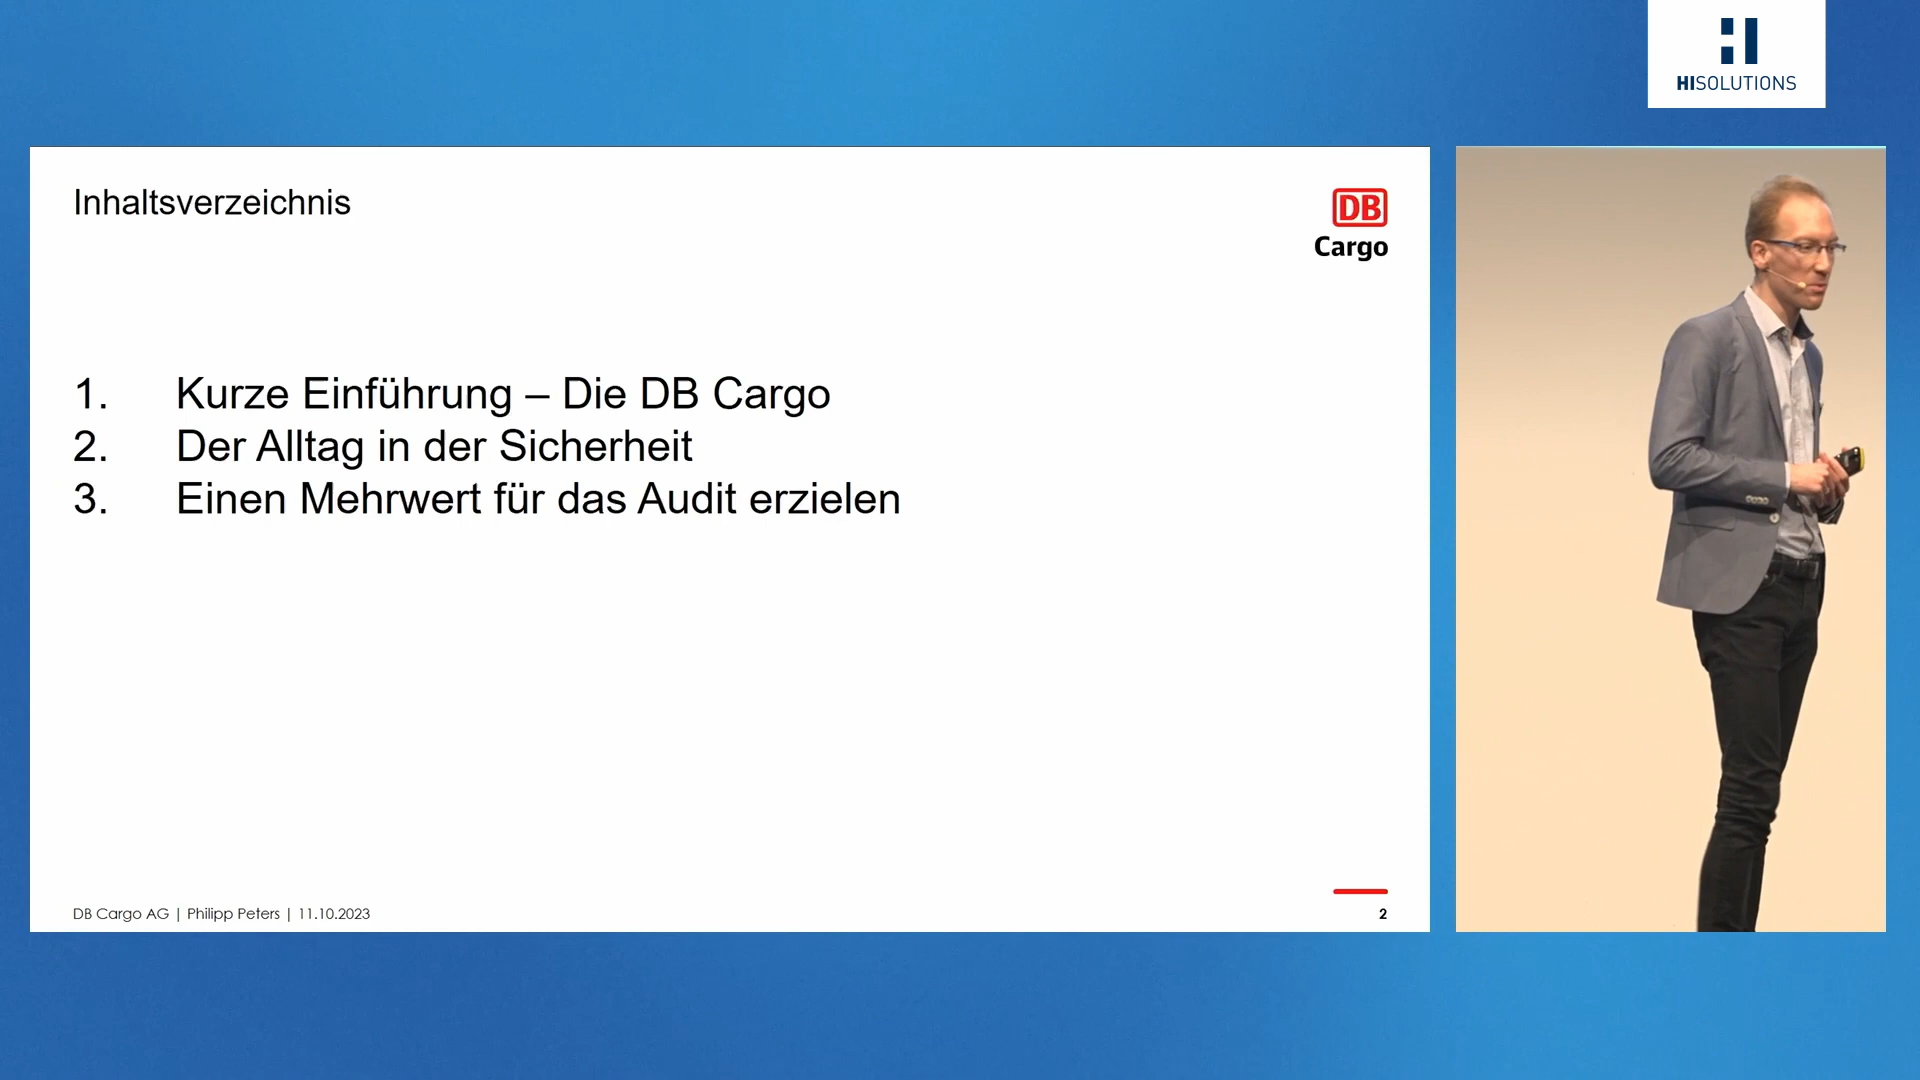 HISOLUTIONS
Inhaltsverzeichnis
DB
Cargo
1. Kurze Einführung – Die DB Cargo
2. Der Alltag in der Sicherheit
3. Einen Mehrwert für das Audit erzielen
DB Cargo AG | Philipp Peters | 11.10.2023
2